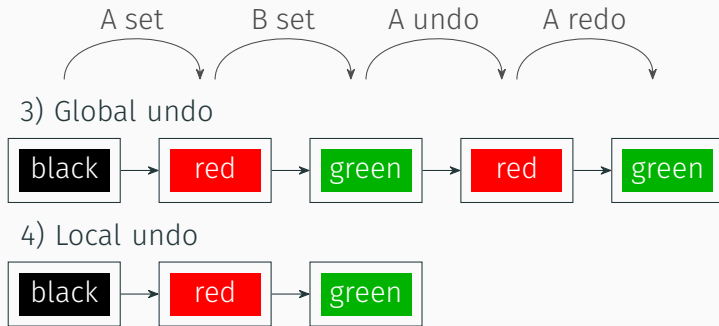 A set B set A undo A redo
3) Global undo
black red green red green
4) Local undo
black red green